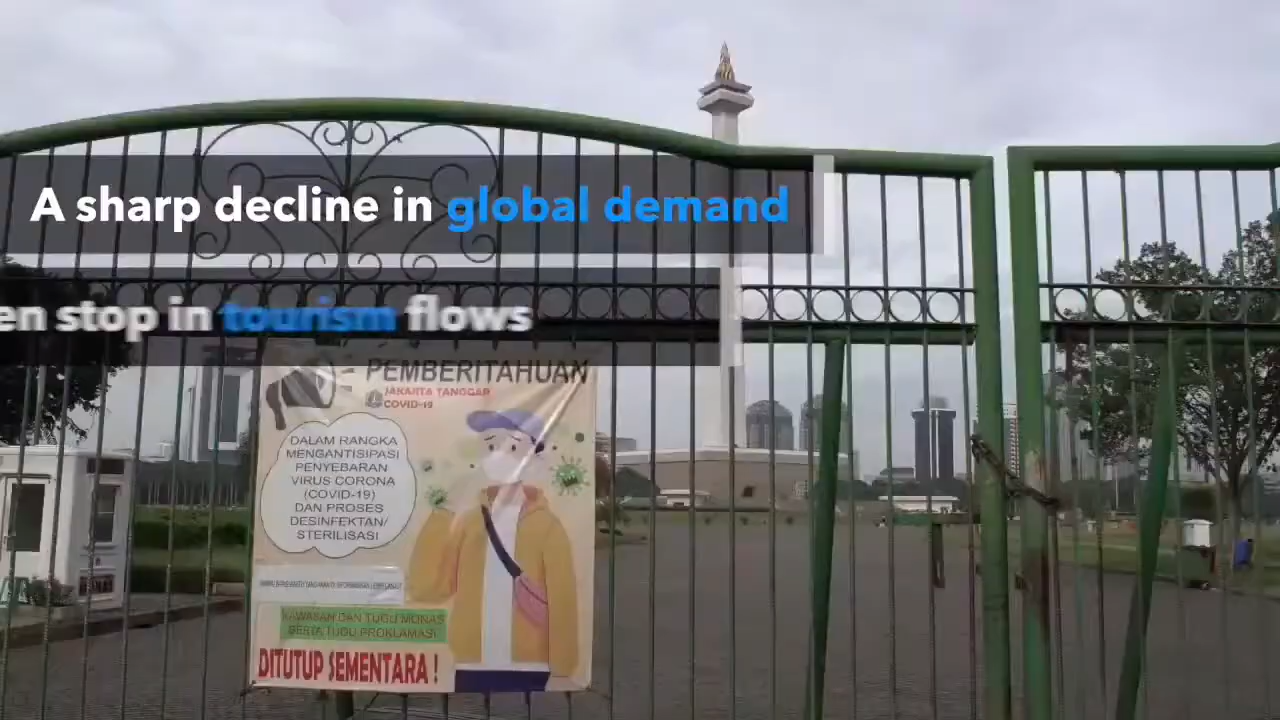 A sharp decline in global demand
en stop in tourism flows
PEMBERITAHUAN
JAKARTA TANGGAP
COVID-19
DALAM RANGKA
MENGANTISIPASI
PENYEBARAN
VIRUS CORONA
(COVID-19)
DAN PROSES
DESINFEKTAN/
STERILISASI
KAWASAN DAN TUGU MONAS
BESTA TUGU PROKLAMASI
DITUTUP SEMENTARA !